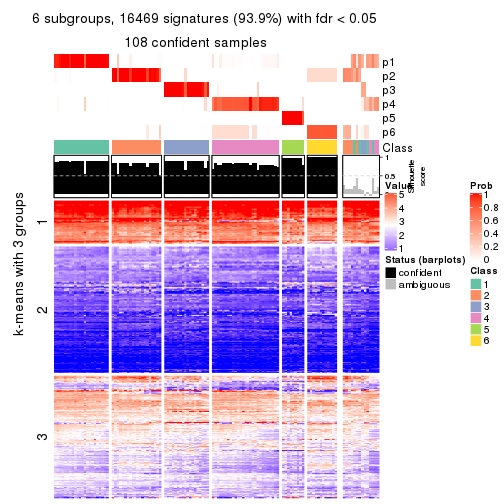 6 subgroups, 16469 signatures (93.9%) with fdr < 0.05
108 confident samples
p1
p2
p3
p4
p5
p6
Class
1
0.5
0
Silhouette
score
k-means with 3 groups
1
2
3
Value
5
4
3
2
1
Status (barplots)
confident
ambiguous
Prob
1
0.8
0.6
0.4
0.2
0
Class
1
2
3
4
5
6